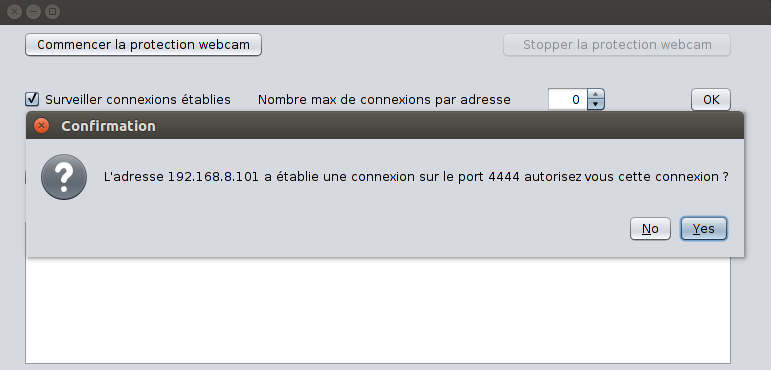 Commencer la protection webcam
Stopper la protection webcam
Surveiller connexions établies
Nombre max de connexions par adresse
0
OK
Confirmation
?
L'adresse 192.168.8.101 a établie une connexion sur le port 4444 autorisez vous cette connexion ?
No
Yes